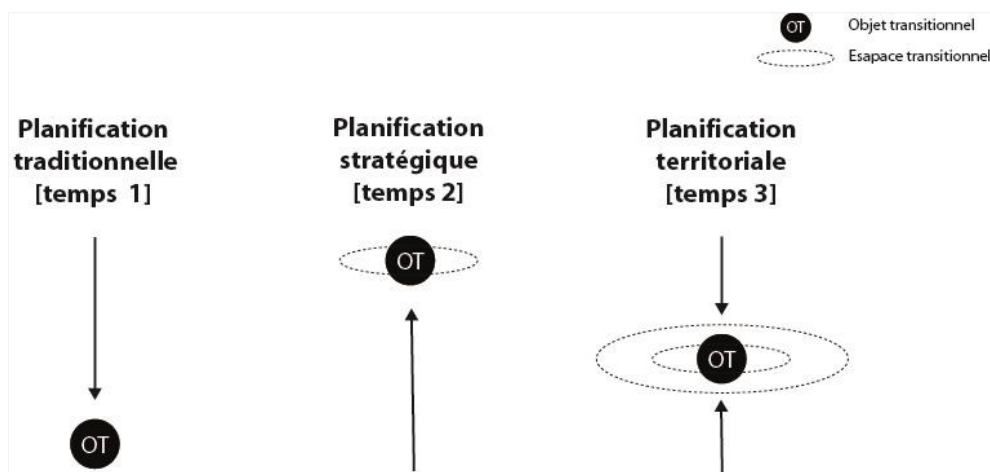 OT Objet transitionnel
Esapace transitionnel
Planification
traditionnelle
[temps 1]
Planification
stratégique
[temps 2]
Planification
territoriale
[temps 3]
OT
OT
OT